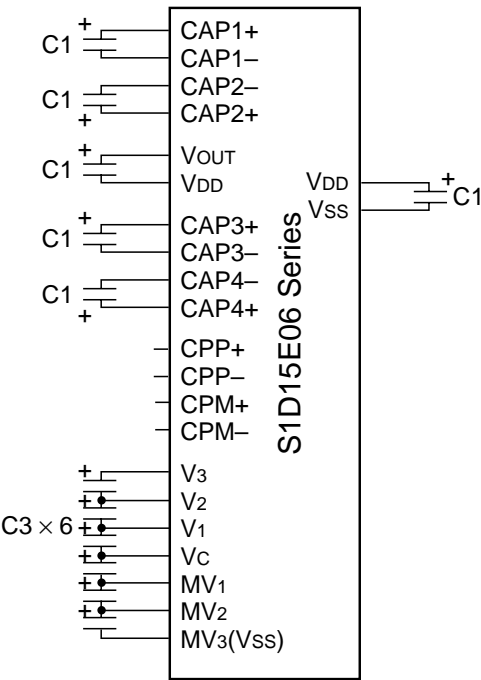 +
C1
CAP1+
CAP1–
C1
+
CAP2–
CAP2+
+
C1
VOUT
VDD
+
C1
CAP3+
CAP3–
C1
+
CAP4–
CAP4+
CPP+
CPP–
CPM+
CPM–
C3 × 6
+
+
+
+
+
+
V3
V2
V1
VC
MV1
MV2
MV3(VSS)
S1D15E06 Series
VDD
VSS
+
C1